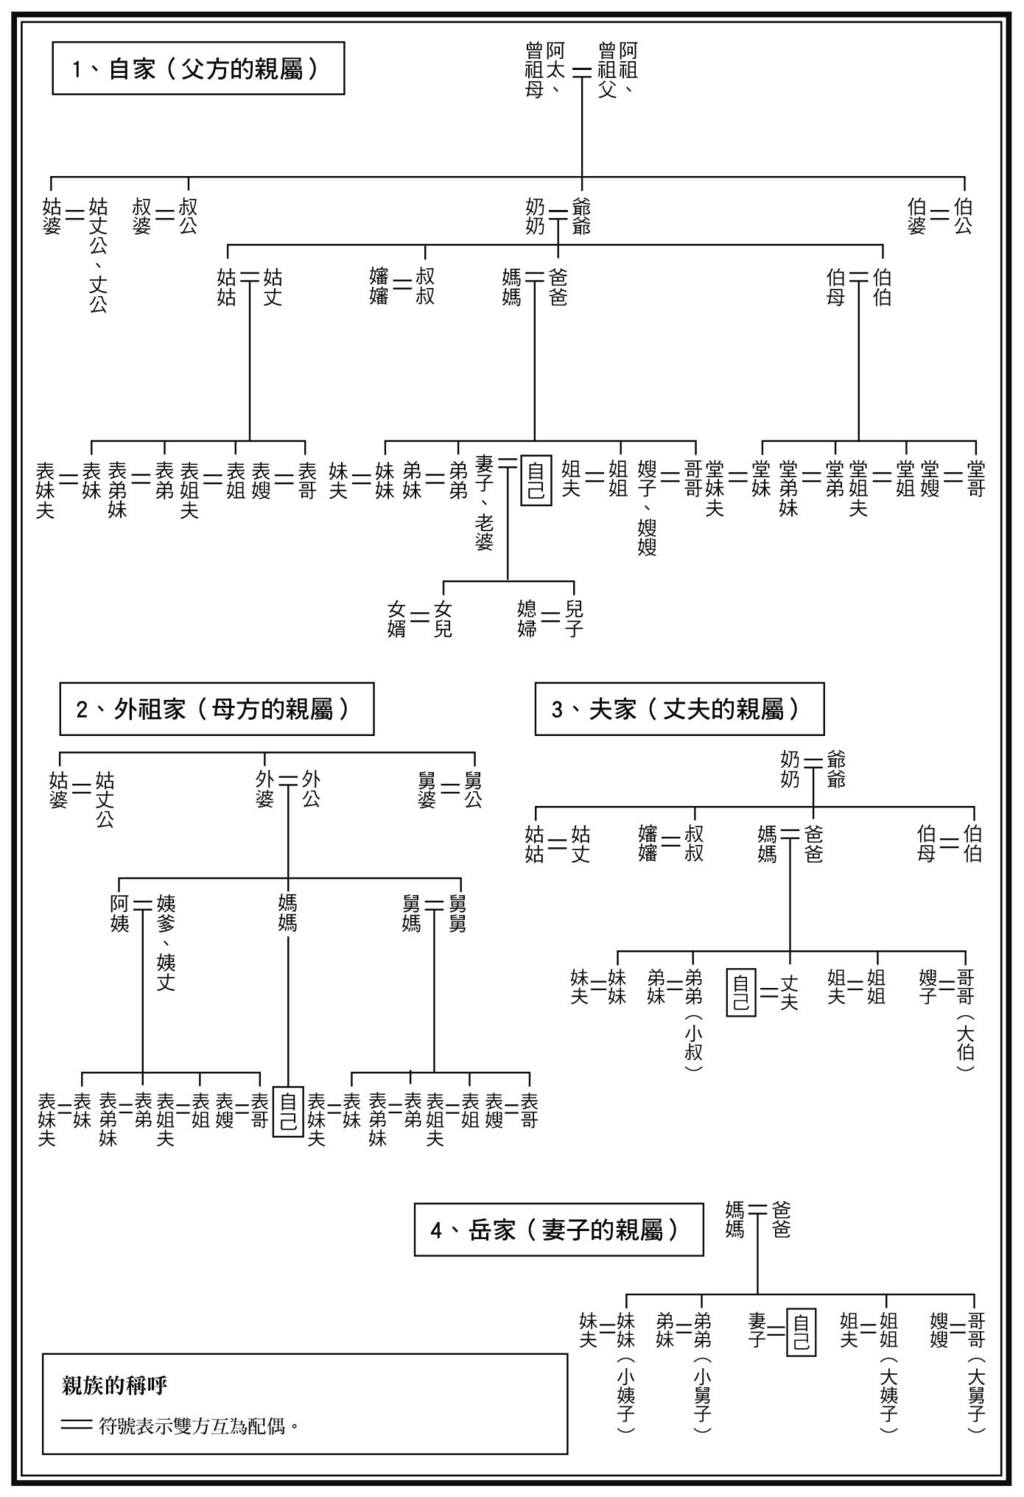 1、自家（父方的親屬）
阿祖、
曾祖父
阿太、
曾祖母
伯公
伯婆
爺爺
奶奶
叔公
叔婆
姑丈公、丈公
姑婆
伯伯
伯母
爸爸
媽媽
叔叔
嬸嬸
姑丈
姑姑
堂哥
堂嫂
堂姐
堂姐夫
堂弟
堂弟妹
堂妹
堂妹夫
哥哥
嫂子、嫂嫂
姐姐
姐夫
自己
妻子、老婆
弟弟
弟妹
妹妹
妹夫
表哥
表嫂
表姐
表姐夫
表弟
表弟妹
表妹
表妹夫
兒子
媳婦
女兒
女婿
2、外祖家（母方的親屬）
舅公
舅婆
外公
外婆
姑丈公
姑婆
舅舅
舅媽
媽媽
姨爹、姨丈
阿姨
表哥
表嫂
表姐
表姐夫
表弟
表弟妹
表妹
表妹夫
自己
表哥
表嫂
表姐
表姐夫
表弟
表弟妹
表妹
表妹夫
3、夫家（丈夫的親屬）
爺爺
奶奶
伯伯
伯母
爸爸
媽媽
叔叔
嬸嬸
姑丈
姑姑
哥哥（大伯）
嫂子
姐姐
姐夫
丈夫
自己
弟弟（小叔）
弟妹
妹妹
妹夫
4、岳家（妻子的親屬）
爸爸
媽媽
哥哥（大舅子）
嫂嫂
姐姐（大姨子）
姐夫
自己
妻子
弟弟（小舅子）
弟妹
妹妹（小姨子）
妹夫
親族的稱呼
符號表示雙方互為配偶。